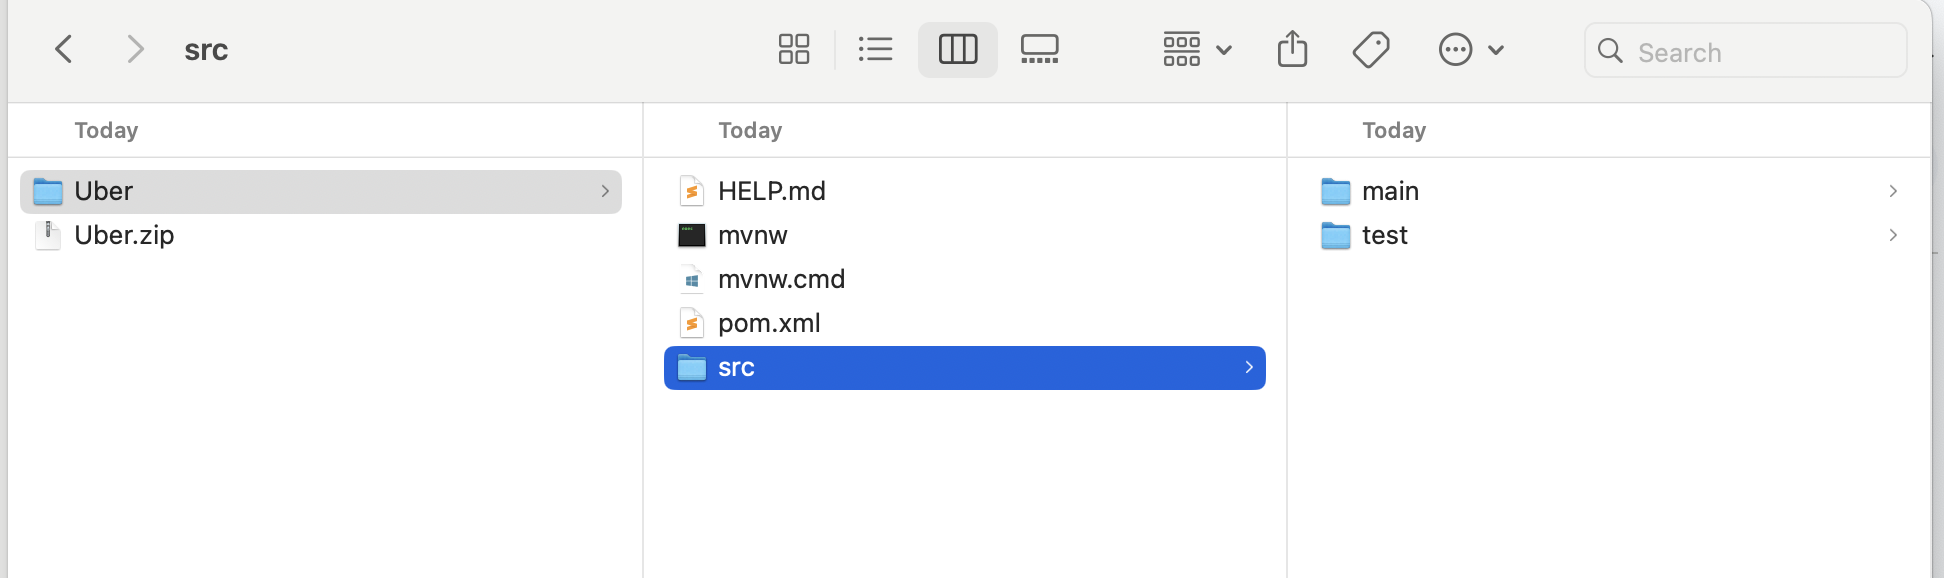 src
Search
Today
Today
Today
Uber
Uber.zip
HELP.md
mvnw
mvnw.cmd
pom.xml
src
main
test